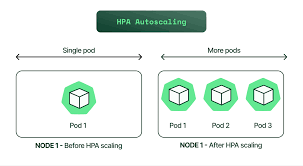 HPA Autoscaling
Single pod
More pods
Pod 1
Pod 1
Pod 2
Pod 3
NODE 1 - Before HPA scaling
NODE 1 - After HPA scaling